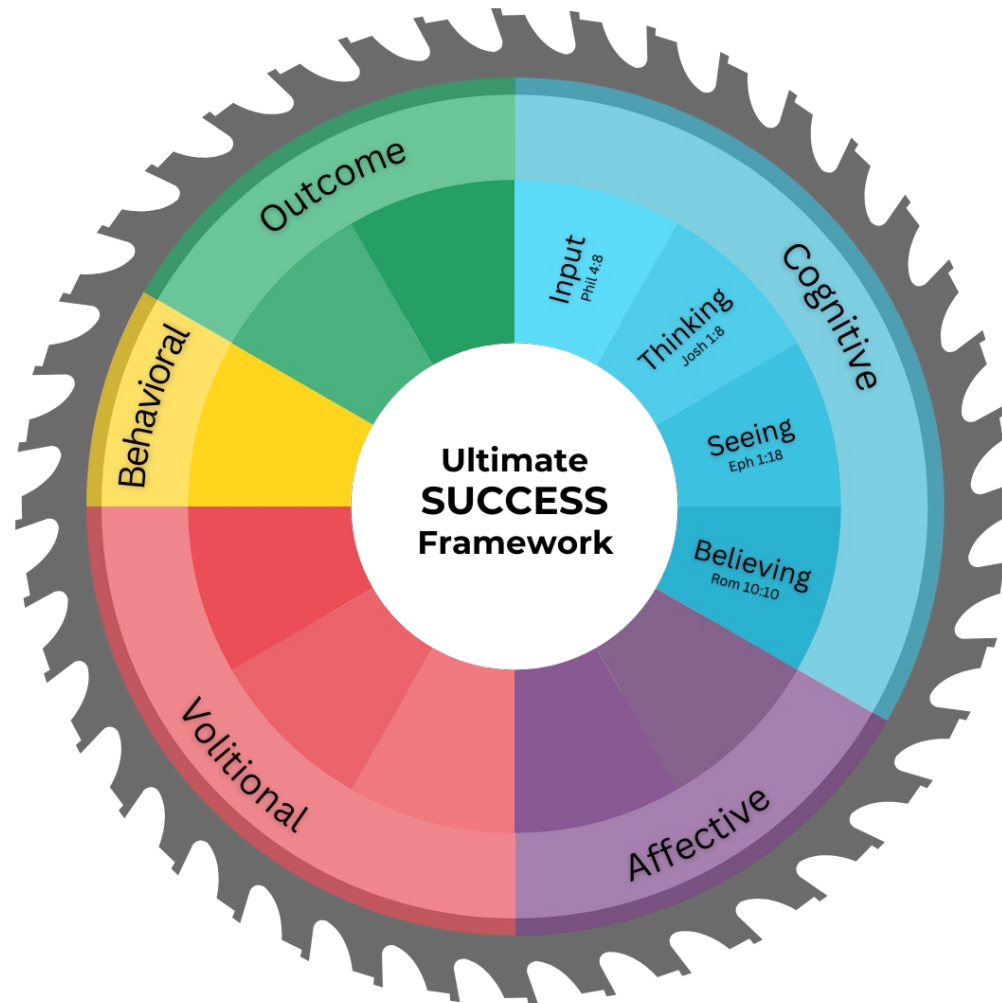 Ultimate
SUCCESS
Framework
Cognitive
Input
Phil 4:8
Thinking
Josh 1:8
Seeing
Eph 1:18
Believing
Rom 10:10
Affective
Volitional
Behavioral
Outcome